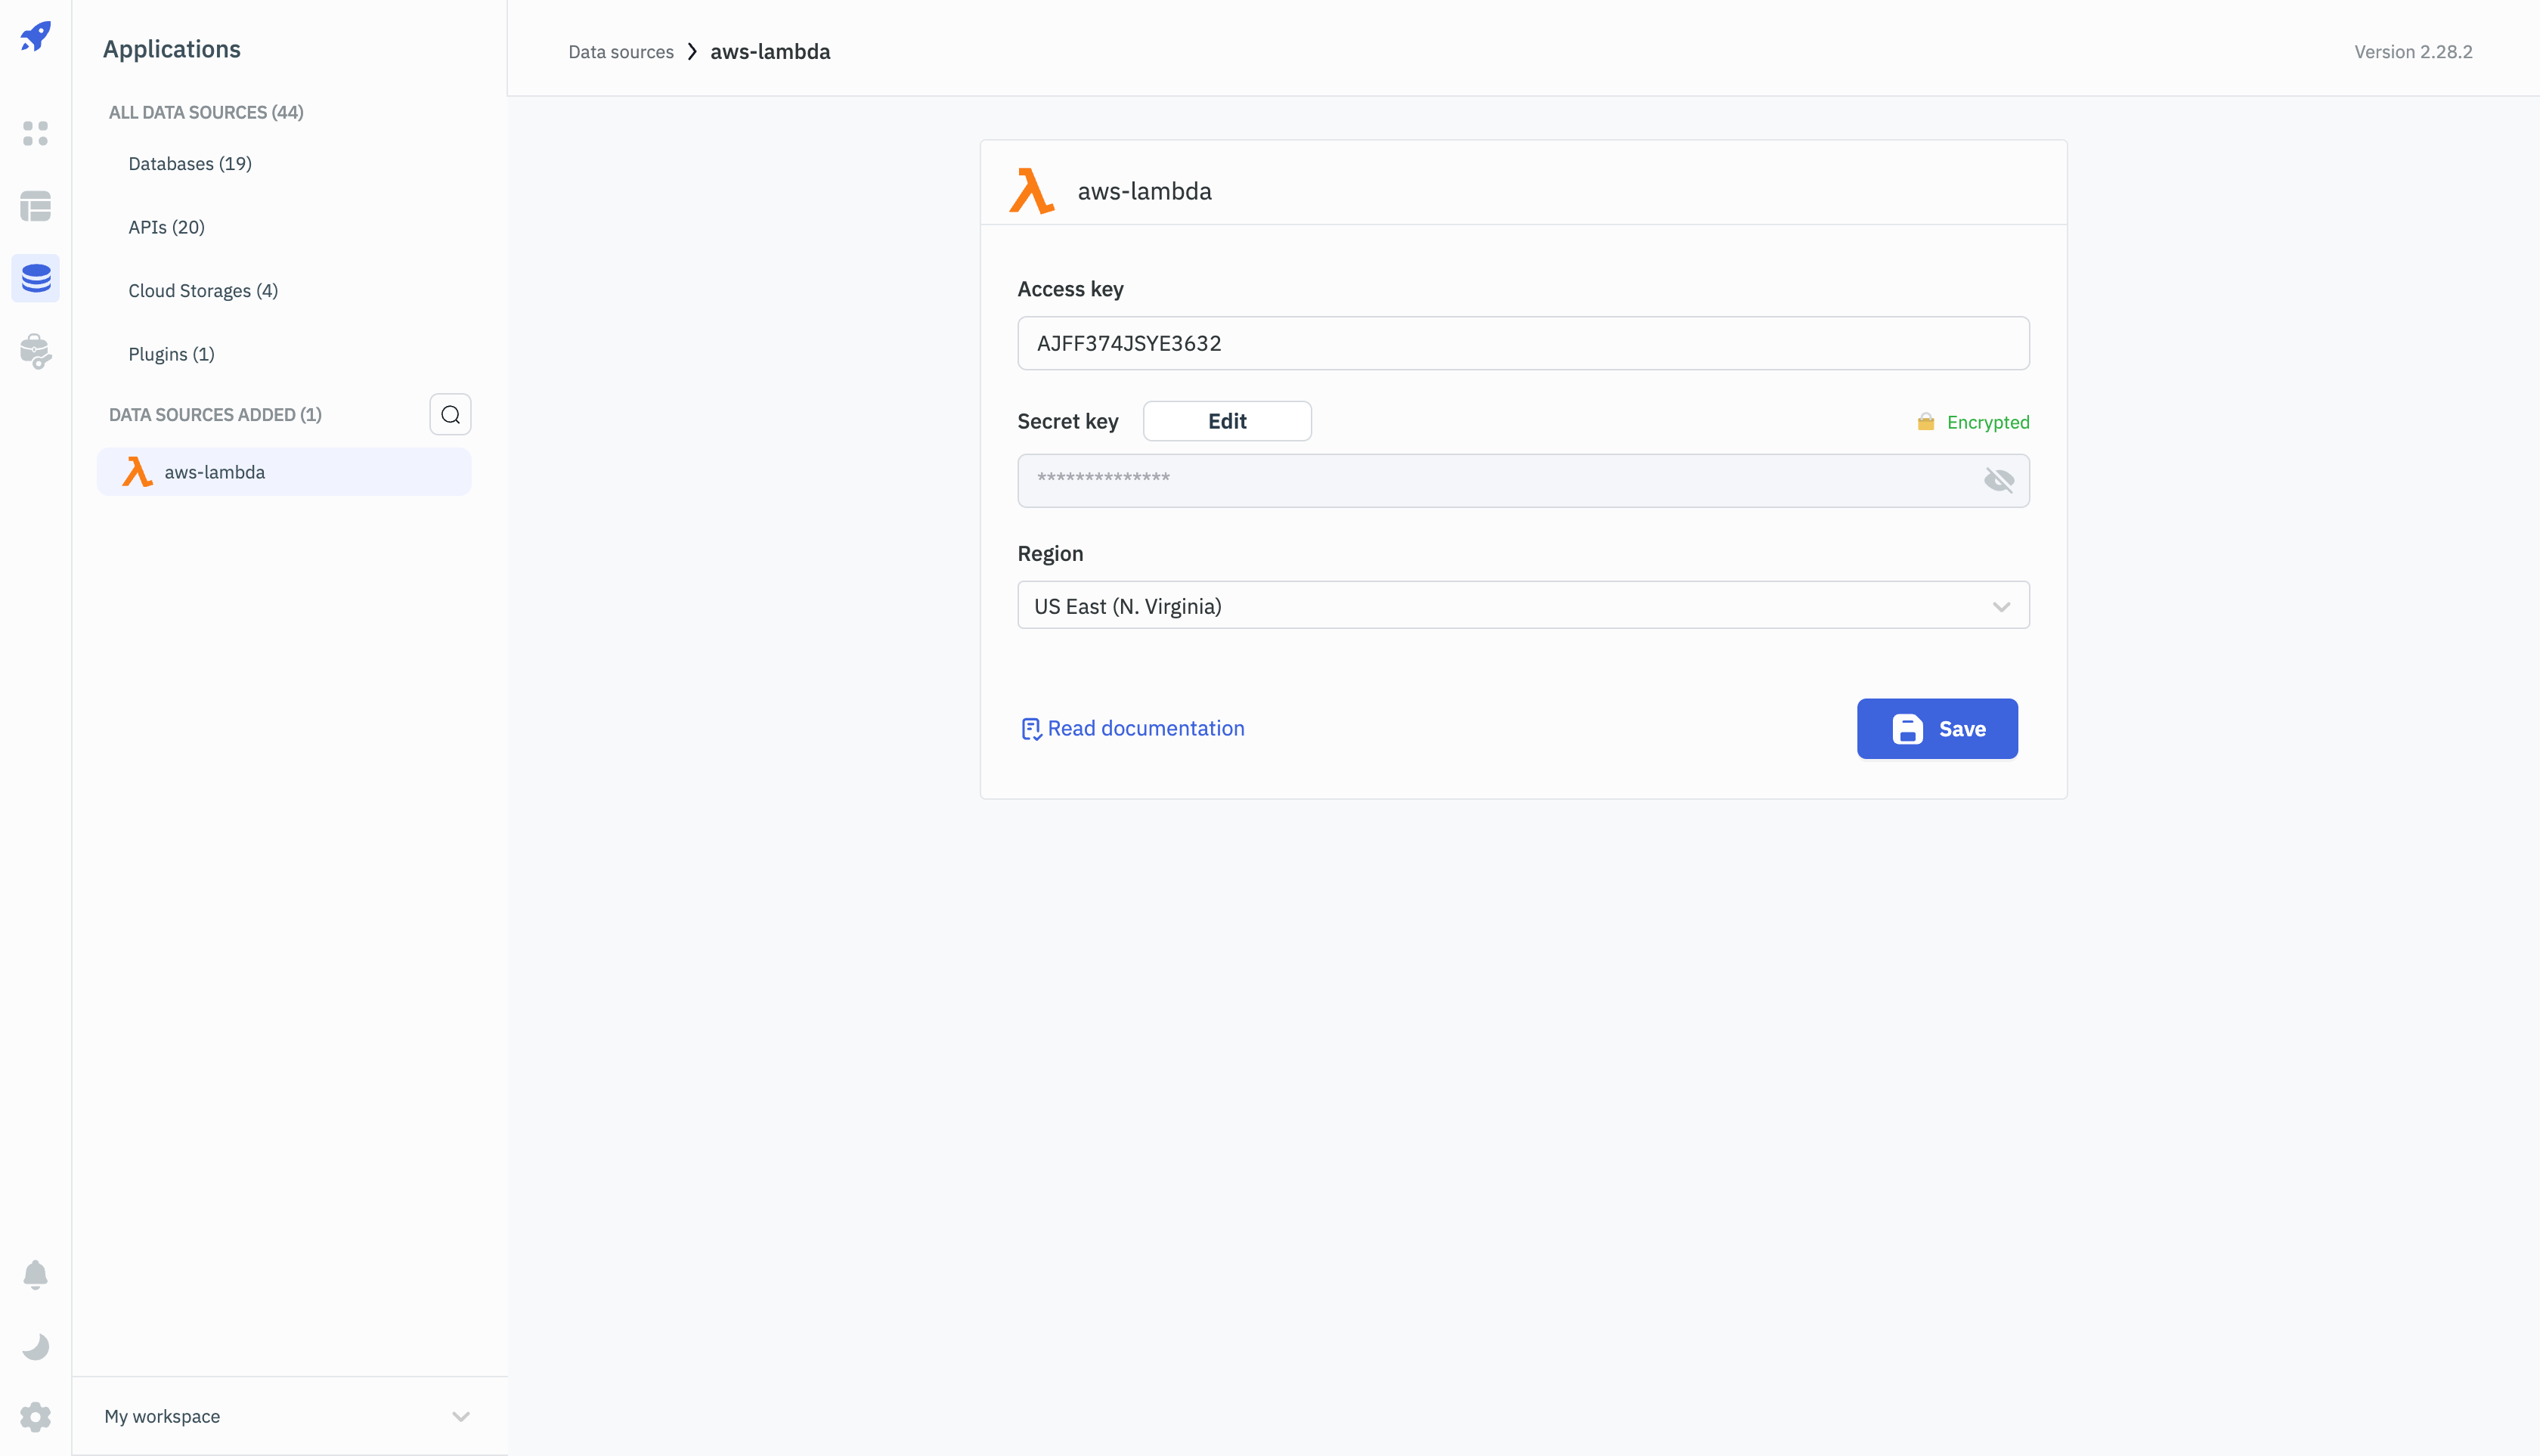 Applications
ALL DATA SOURCES (44)
Databases (19)
APIs (20)
Cloud Storages (4)
Plugins (1)
DATA SOURCES ADDED (1)
aws-lambda
My workspace
Data sources > aws-lambda
Version 2.28.2
aws-lambda
Access key
AJFF374JSYE3632
Secret key Edit Encrypted
**************
Region
US East (N. Virginia)
Read documentation Save